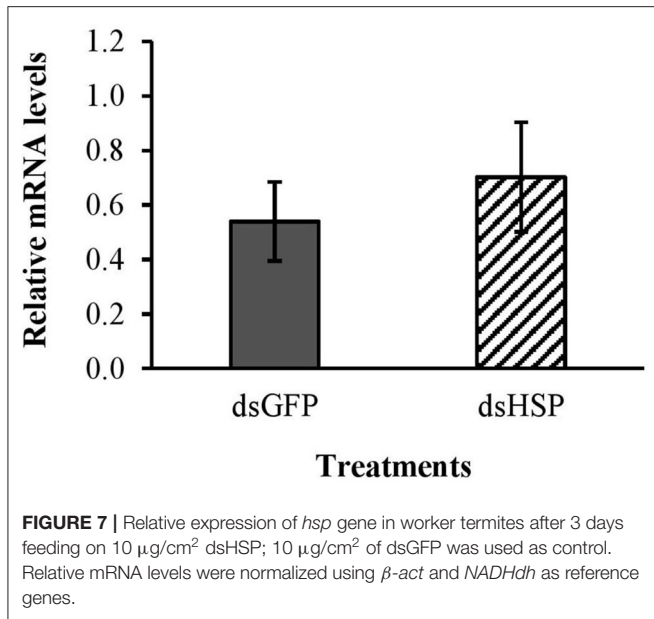 Relative mRNA levels
1.2
1.0
0.8
0.6
0.4
0.2
0.0
dsGFP dsHSP
Treatments
FIGURE 7 | Relative expression of hsp gene in worker termites after 3 days
feeding on 10 μg/cm² dsHSP; 10 μg/cm² of dsGFP was used as control.
Relative mRNA levels were normalized using β-act and NADHdh as reference
genes.